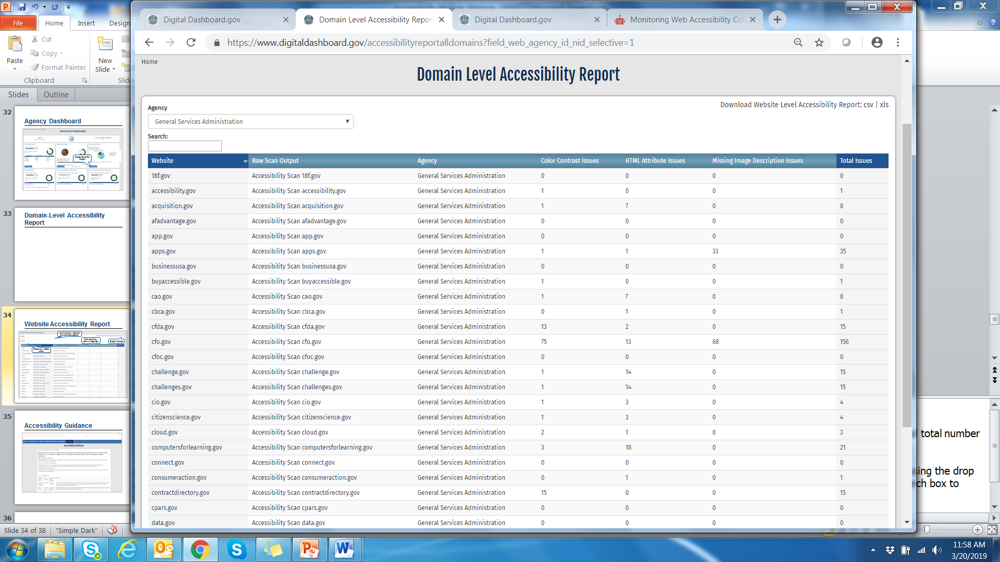 File
Home
Insert
Design
Paste
Cut
Copy
Format Painter
Clipboard
New
Slide
Slides
Outline
32
Agency Dashboard
General Services Administration
33
Domain-Level Accessibility
Report
34
Website Accessibility Report
35
Accessibility Guidance
Accessibility Guidance
36
Slide 34 of 38
"Simple Dark"
Digital Dashboard.gov
Domain Level Accessibility Repor
Digital Dashboard.gov
Monitoring Web Accessibility Co
https://www.digitaldashboard.gov/accessibilityreportalldomains?field_web_agency_id_nid_selective=1
Home
Domain Level Accessibility Report
Download Website Level Accessibility Report: csv | xls
Agency
General Services Administration
Search:
Website Raw Scan Output Agency Color Contrast Issues HTML Attribute Issues Missing Image Description Issues Total Issues
18f.gov Accessibility Scan 18f.gov General Services Administration 0 0 0 0
accessibility.gov Accessibility Scan accessibility.gov General Services Administration 1 0 0 1
acquisition.gov Accessibility Scan acquisition.gov General Services Administration 1 7 0 8
afadvantage.gov Accessibility Scan afadvantage.gov General Services Administration 0 0 0 0
app.gov Accessibility Scan app.gov General Services Administration 0 0 0 0
apps.gov Accessibility Scan apps.gov General Services Administration 1 1 33 35
businessusa.gov Accessibility Scan businessusa.gov General Services Administration 0 0 0 0
buyaccessible.gov Accessibility Scan buyaccessible.gov General Services Administration 1 0 0 1
cao.gov Accessibility Scan cao.gov General Services Administration 1 7 0 8
cbca.gov Accessibility Scan cbca.gov General Services Administration 0 1 0 1
cfda.gov Accessibility Scan cfda.gov General Services Administration 13 2 0 15
cfo.gov Accessibility Scan cfo.gov General Services Administration 75 13 68 156
cfoc.gov Accessibility Scan cfoc.gov General Services Administration 0 0 0 0
challenge.gov Accessibility Scan challenge.gov General Services Administration 1 14 0 15
challenges.gov Accessibility Scan challenges.gov General Services Administration 1 14 0 15
cio.gov Accessibility Scan cio.gov General Services Administration 1 3 0 4
citizenscience.gov Accessibility Scan citizenscience.gov General Services Administration 1 3 0 4
cloud.gov Accessibility Scan cloud.gov General Services Administration 2 1 0 3
computersforlearning.gov Accessibility Scan computersforlearning.gov General Services Administration 3 18 0 21
connect.gov Accessibility Scan connect.gov General Services Administration 0 0 0 0
consumeraction.gov Accessibility Scan consumeraction.gov General Services Administration 0 1 0 1
contractdirectory.gov Accessibility Scan contractdirectory.gov General Services Administration 15 0 0 15
cpars.gov Accessibility Scan cpars.gov General Services Administration 0 0 0 0
data.gov Accessibility Scan data.gov General Services Administration 0 0 0 0
total number
ing the drop
ch box to
11:58 AM
3/20/2019